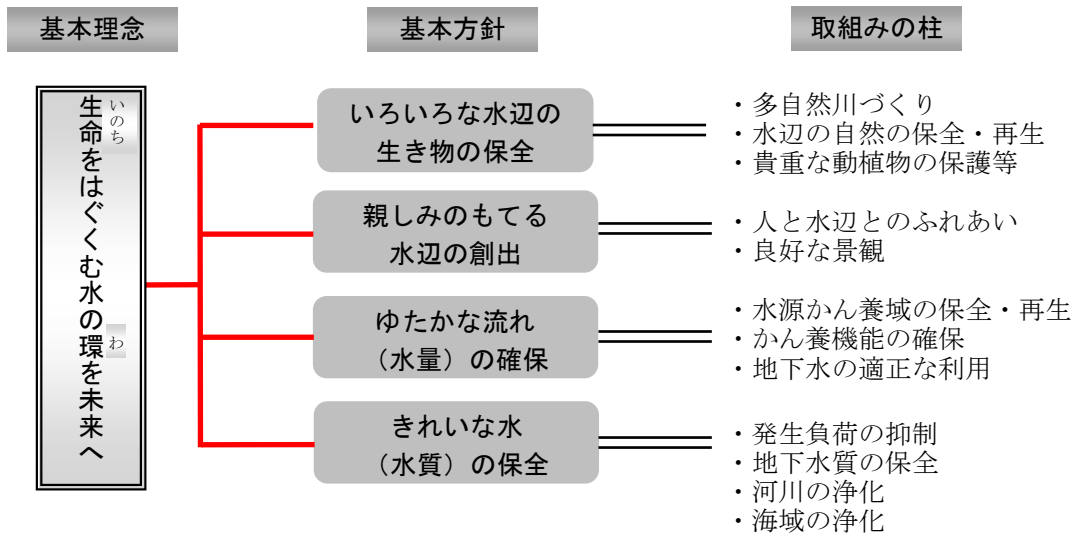 基本理念
基本方針
取組みの柱
生命をはぐくむ水の環を未来へ
いのち
わ
いろいろな水辺の
生き物の保全
・多自然川づくり
・水辺の自然の保全・再生
・貴重な動植物の保護等
親しみのもてる
水辺の創出
・人と水辺とのふれあい
・良好な景観
ゆたかな流れ
（水量）の確保
・水源かん養域の保全・再生
・かん養機能の確保
・地下水の適正な利用
きれいな水
（水質）の保全
・発生負荷の抑制
・地下水質の保全
・河川の浄化
・海域の浄化